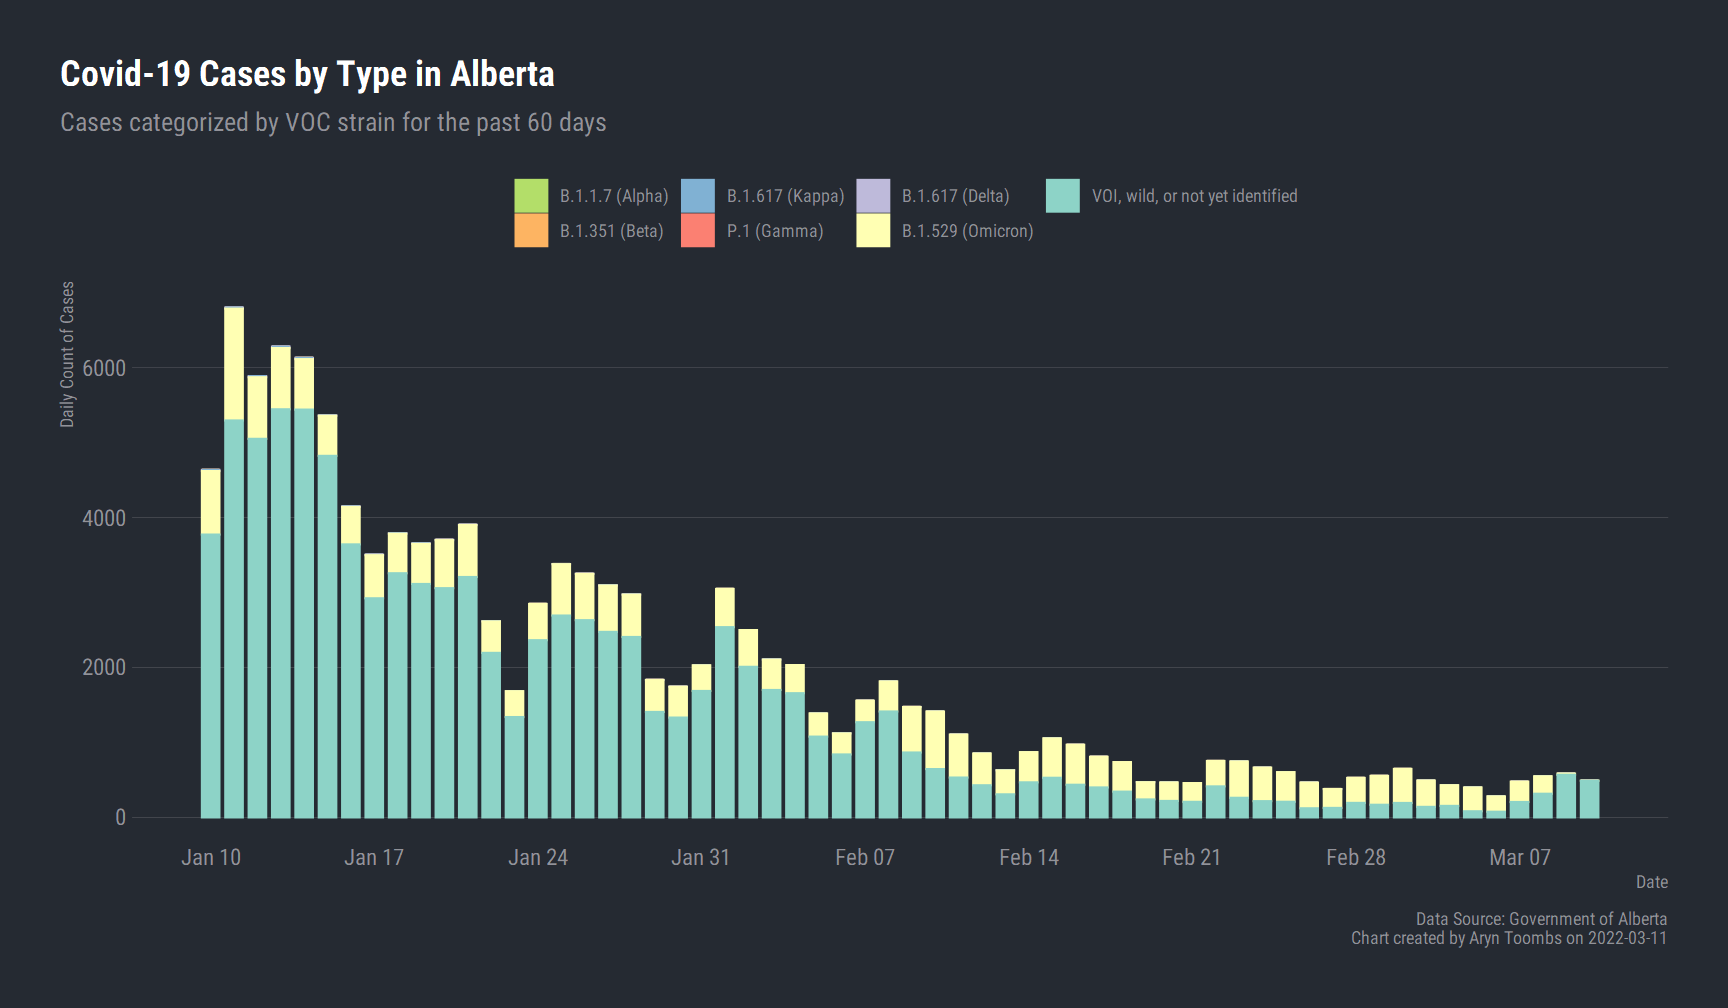 Covid-19 Cases by Type in Alberta
Cases categorized by VOC strain for the past 60 days
B.1.1.7 (Alpha) B.1.617 (Kappa) B.1.617 (Delta) VOI, wild, or not yet identified
B.1.351 (Beta) P.1 (Gamma) B.1.529 (Omicron)
Daily Count of Cases
6000
4000
2000
0
Jan 10 Jan 17 Jan 24 Jan 31 Feb 07 Feb 14 Feb 21 Feb 28 Mar 07
Date
Data Source: Government of Alberta
Chart created by Aryn Toombs on 2022-03-11